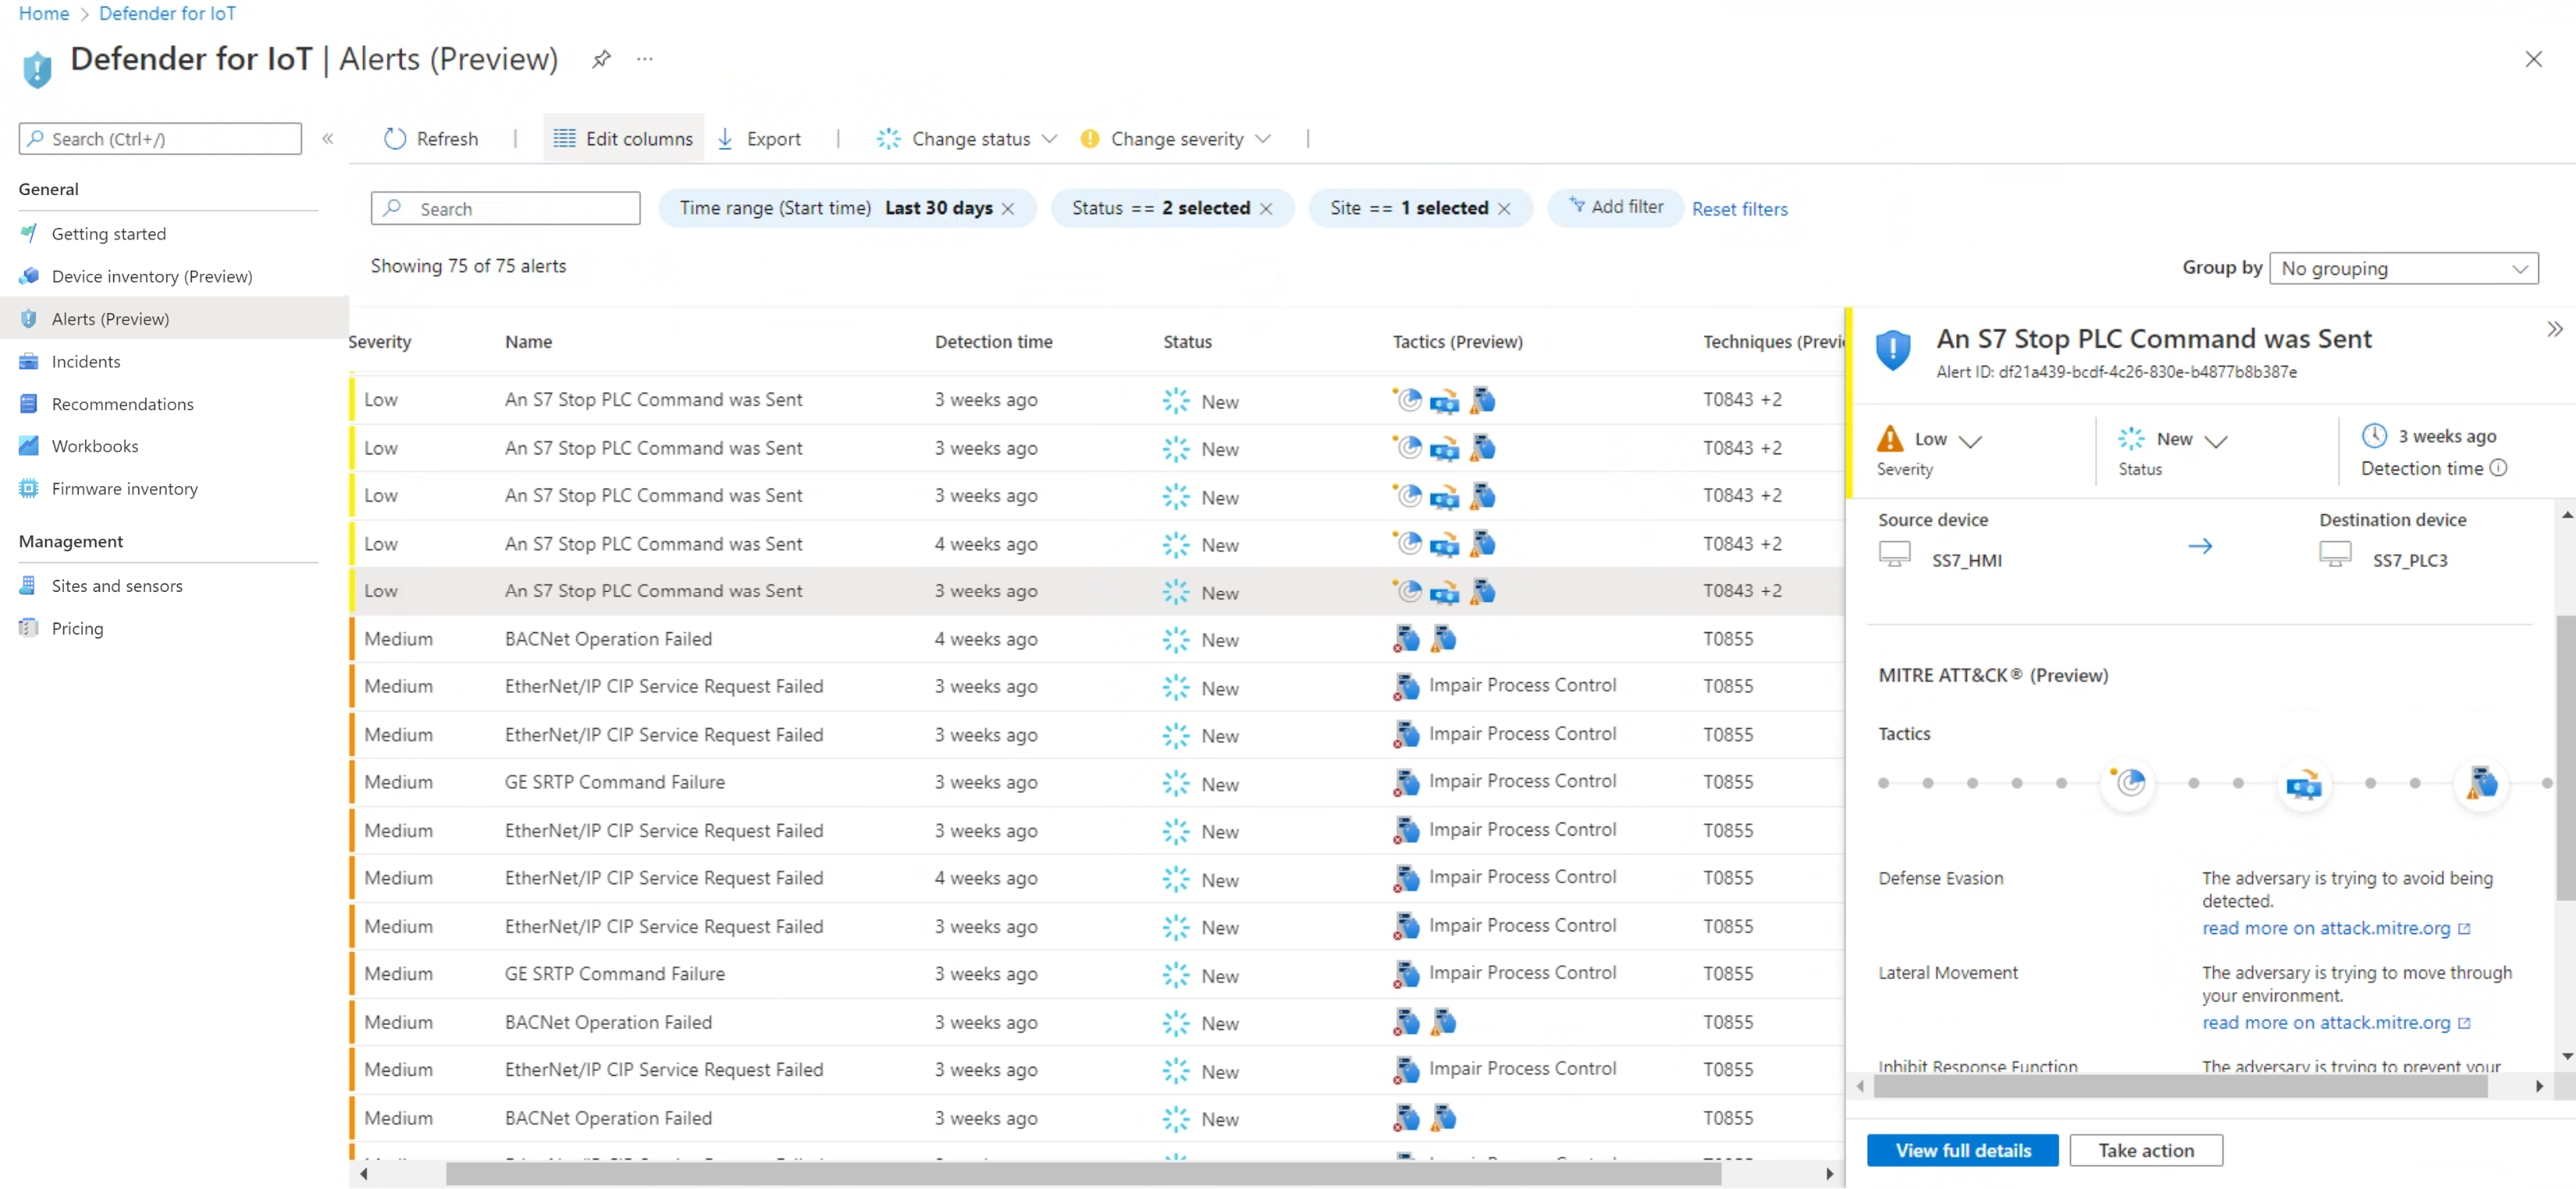 Home > Defender for IoT
Defender for IoT | Alerts (Preview) ...
Search (Ctrl+/) «
General
Getting started
Device inventory (Preview)
Alerts (Preview)
Incidents
Recommendations
Workbooks
Firmware inventory
Management
Sites and sensors
Pricing
Refresh | Edit columns Export | Change status Change severity |
Search Time range (Start time) Last 30 days × Status == 2 selected × Site == 1 selected × Add filter Reset filters
Showing 75 of 75 alerts
Group by No grouping
Severity Name Detection time Status Tactics (Preview) Techniques (Previ
Low An S7 Stop PLC Command was Sent 3 weeks ago New T0843 +2
Low An S7 Stop PLC Command was Sent 3 weeks ago New T0843 +2
Low An S7 Stop PLC Command was Sent 3 weeks ago New T0843 +2
Low An S7 Stop PLC Command was Sent 4 weeks ago New T0843 +2
Low An S7 Stop PLC Command was Sent 3 weeks ago New T0843 +2
Medium BACNet Operation Failed 4 weeks ago New T0855
Medium EtherNet/IP CIP Service Request Failed 3 weeks ago New Impair Process Control T0855
Medium EtherNet/IP CIP Service Request Failed 3 weeks ago New Impair Process Control T0855
Medium GE SRTP Command Failure 3 weeks ago New Impair Process Control T0855
Medium EtherNet/IP CIP Service Request Failed 3 weeks ago New Impair Process Control T0855
Medium EtherNet/IP CIP Service Request Failed 4 weeks ago New Impair Process Control T0855
Medium EtherNet/IP CIP Service Request Failed 3 weeks ago New Impair Process Control T0855
Medium GE SRTP Command Failure 3 weeks ago New Impair Process Control T0855
Medium BACNet Operation Failed 3 weeks ago New T0855
Medium EtherNet/IP CIP Service Request Failed 3 weeks ago New Impair Process Control T0855
Medium BACNet Operation Failed 3 weeks ago New T0855
An S7 Stop PLC Command was Sent
Alert ID: df21a439-bcdf-4c26-830e-b4877b8b387e
Low New 3 weeks ago
Severity Status Detection time
Source device Destination device
SS7_HMI SS7_PLC3
MITRE ATT&CK® (Preview)
Tactics
Defense Evasion The adversary is trying to avoid being
detected.
read more on attack.mitre.org
Lateral Movement The adversary is trying to move through
your environment.
read more on attack.mitre.org
Inhibit Response Function The adversary is trying to prevent your
View full details Take action